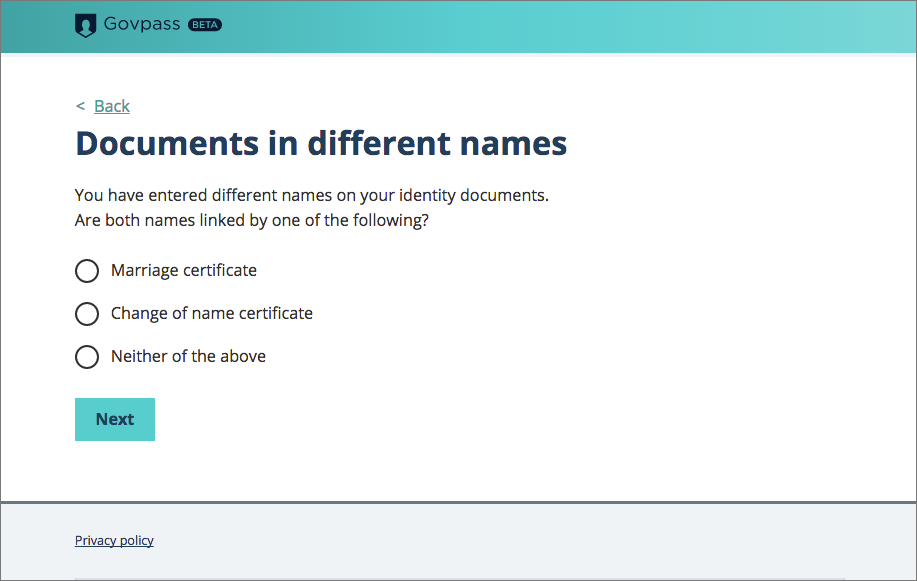 Govpass BETA
< Back
Documents in different names
You have entered different names on your identity documents.
Are both names linked by one of the following?
Marriage certificate
Change of name certificate
Neither of the above
Next
Privacy policy